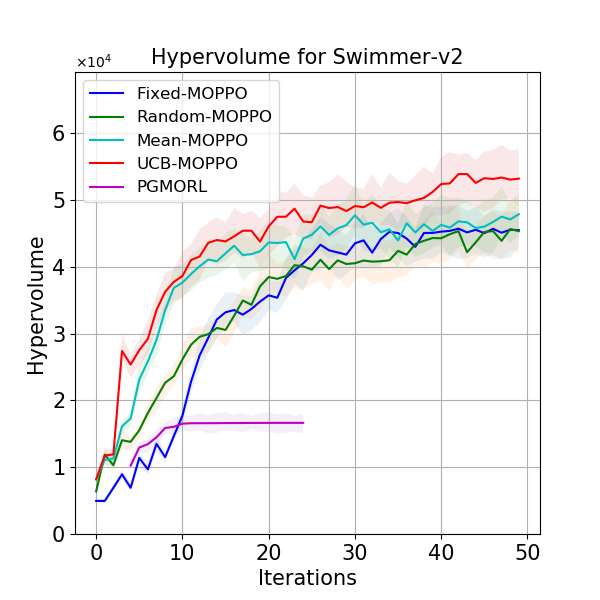 Hypervolume for Swimmer-v2
×10⁴
Fixed-MOPPO
Random-MOPPO
Mean-MOPPO
UCB-MOPPO
PGMORL
6
5
4
3
2
1
0
Hypervolume
0 10 20 30 40 50
Iterations